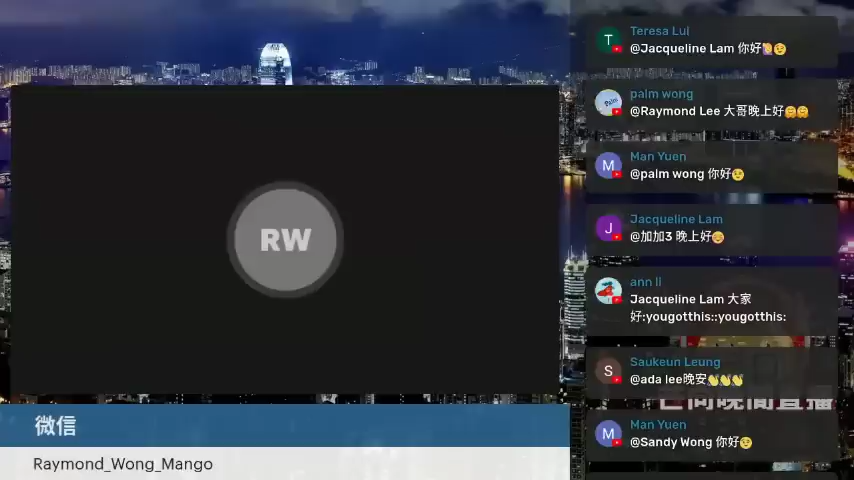 RW
微信
Raymond_Wong_Mango
T
Teresa Lui
@Jacqueline Lam 你好🙋😉
Palm
palm wong
@Raymond Lee 大哥晚上好🤗🤗
M
Man Yuen
@palm wong 你好😉
J
Jacqueline Lam
@加加3 晚上好😊
ann li
Jacqueline Lam 大家
好:yougotthis::yougotthis:
S
Saukeun Leung
@ada lee晚安👋👋👋
M
Man Yuen
@Sandy Wong 你好😉